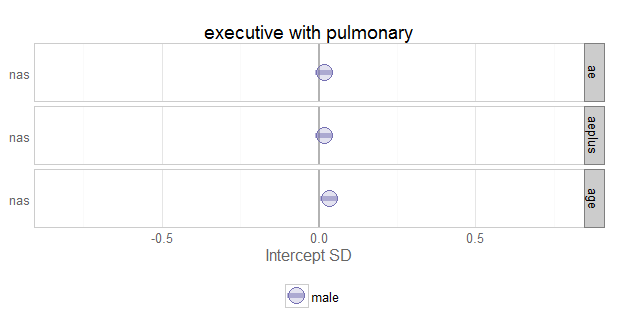 executive with pulmonary
nas
ae
nas
aeplus
nas
age
-0.5 0.0 0.5
Intercept SD
male